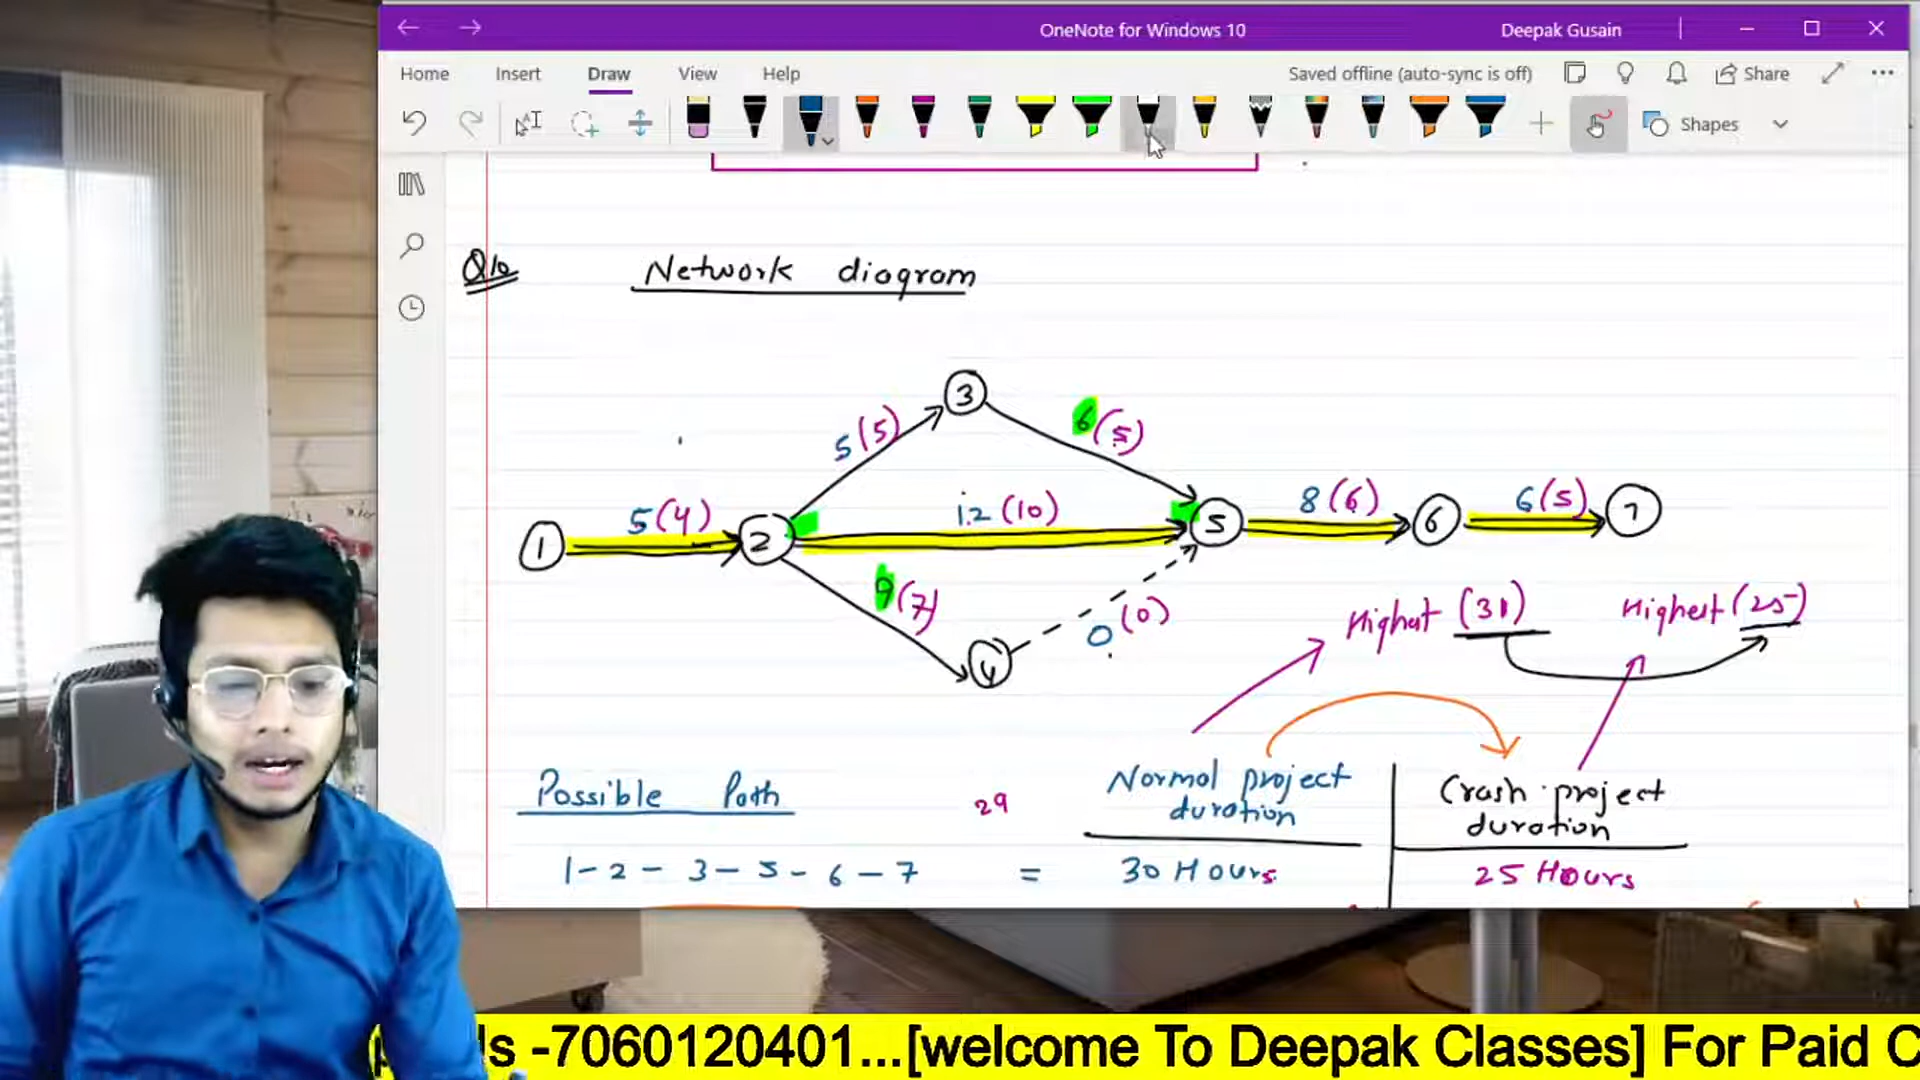 OneNote for Windows 10
Deepak Gusain
Home Insert Draw View Help
Saved offline (auto-sync is off) Share
Shapes
Q10 Network diagram
3
5(5) 6(5)
1 5(4) 2 12(10) 5 8(6) 6 6(5) 7
9(7) 0(0)
4
Highest (31) Highest (25)
Possible Path 29 Normal project duration Crash project duration
1-2-3-5-6-7 = 30 Hours 25 Hours
s -7060120401...[welcome To Deepak Classes] For Paid C